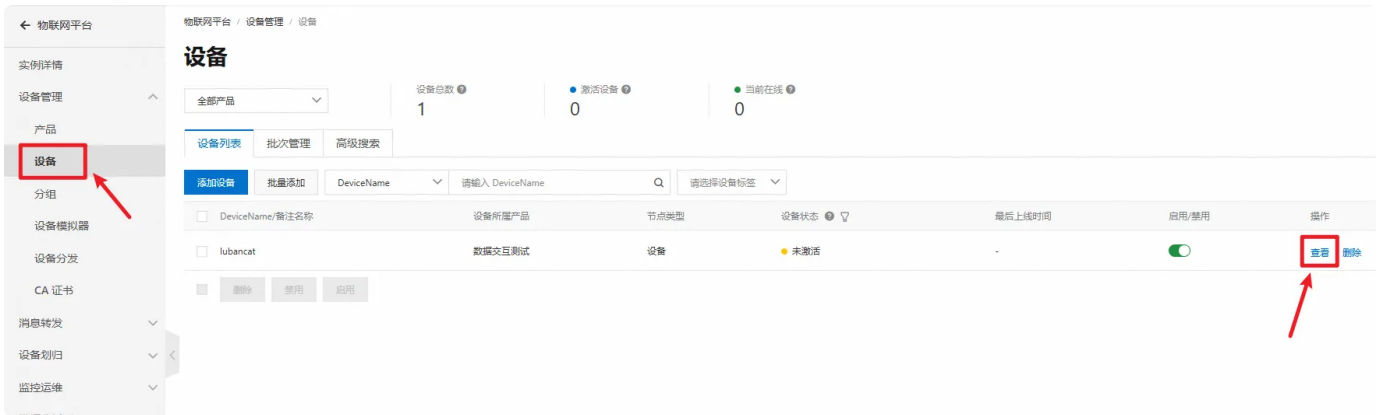 ← 物联网平台
实例详情
设备管理
产品
设备
分组
设备模拟器
设备分发
CA 证书
消息转发
设备划归
监控运维
物联网平台 / 设备管理 / 设备
设备
全部产品
设备总数
1
激活设备
0
当前在线
0
设备列表 批次管理 高级搜索
添加设备 批量添加 DeviceName 请输入 DeviceName 请选择设备标签
DeviceName/备注名称 设备所属产品 节点类型 设备状态 最后上线时间 启用/禁用 操作
lubancat 数据交互测试 设备 未激活 - 查看 删除
删除 禁用 启用